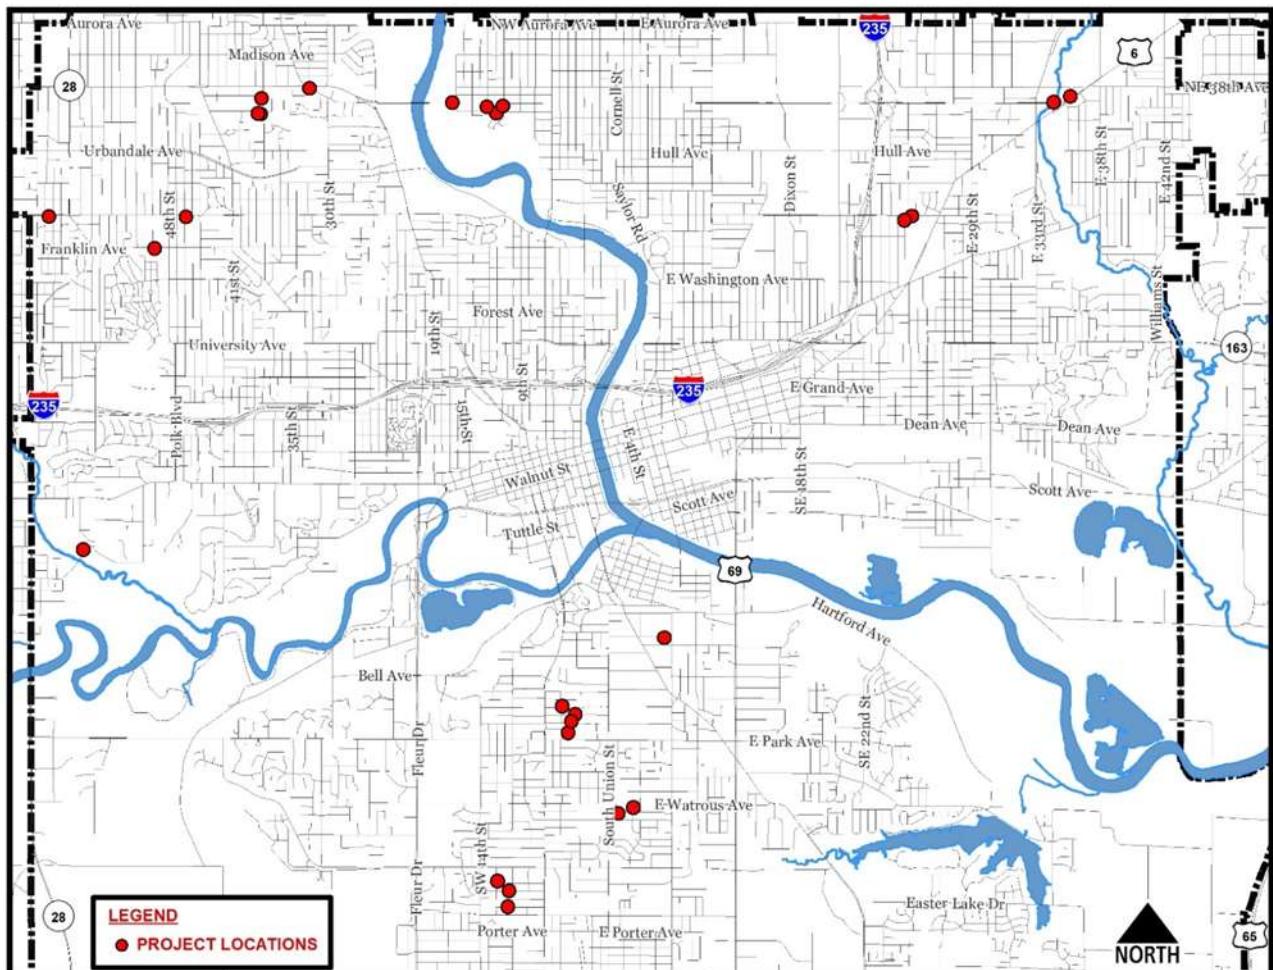 Aurora Ave
NW Aurora Ave
E Aurora Ave
235
Madison Ave
6
28
NE 38th Ave
Cornell St
Urbandale Ave
Hull Ave
Hull Ave
Dixon St
E 38th St
E 42nd St
30th St
48th St
Saylor Rd
E 29th St
E 33rd St
Franklin Ave
41st St
E Washington Ave
Williams St
Forest Ave
19th St
University Ave
163
9th St
235
E Grand Ave
235
Polk Blvd
35th St
15th St
E 4th St
Dean Ave
Dean Ave
Walnut St
SE 18th St
Scott Ave
Scott Ave
Tuttle St
69
Hartford Ave
Bell Ave
Fleur Dr
South Union St
E Park Ave
SE 22nd St
E Watrous Ave
SW 14th St
Fleur Dr
Easter Lake Dr
28
LEGEND
PROJECT LOCATIONS
Porter Ave
E Porter Ave
NORTH
65